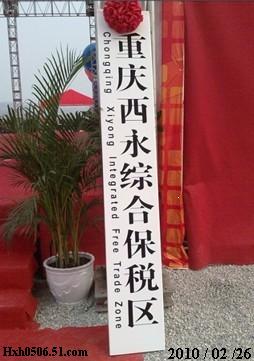 重庆西永综合保税区
Chongqing Xiyong Integrated Free Trade Zone
Hxh0506.51.com
2010 / 02 /26